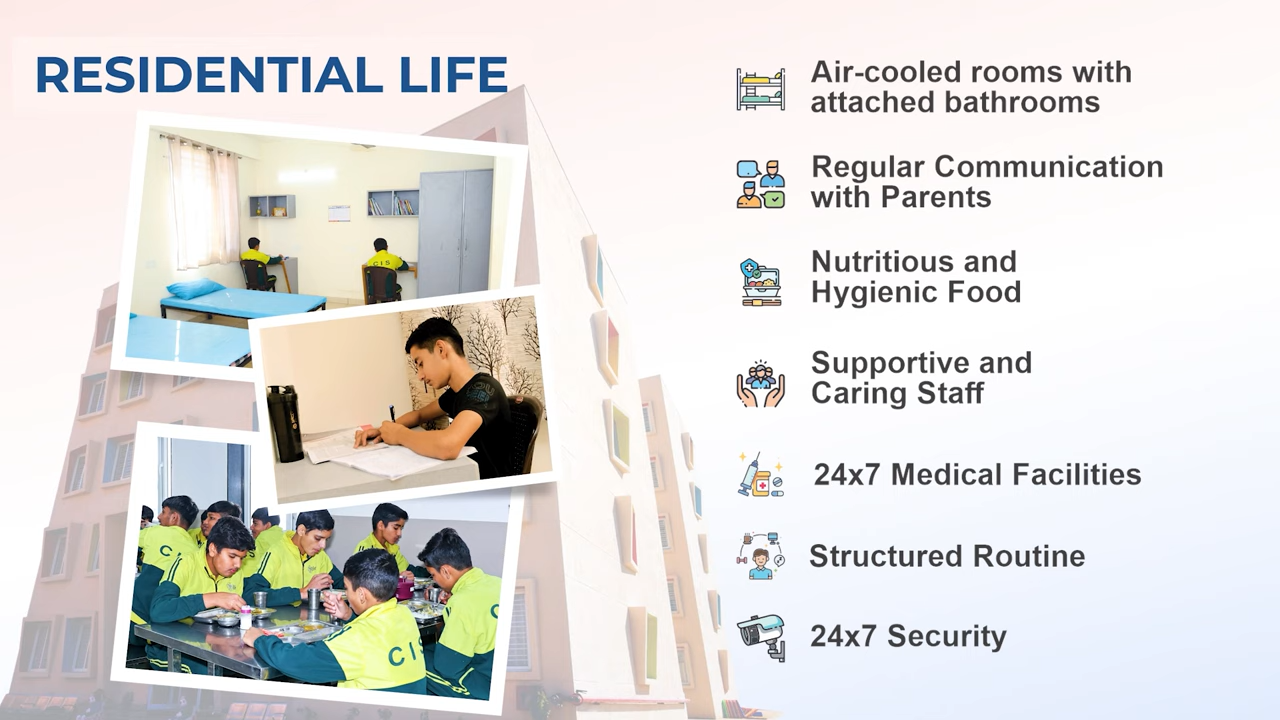 RESIDENTIAL LIFE
Air-cooled rooms with
attached bathrooms
Regular Communication
with Parents
Nutritious and
Hygienic Food
Supportive and
Caring Staff
24x7 Medical Facilities
Structured Routine
24x7 Security
CIS
CIS